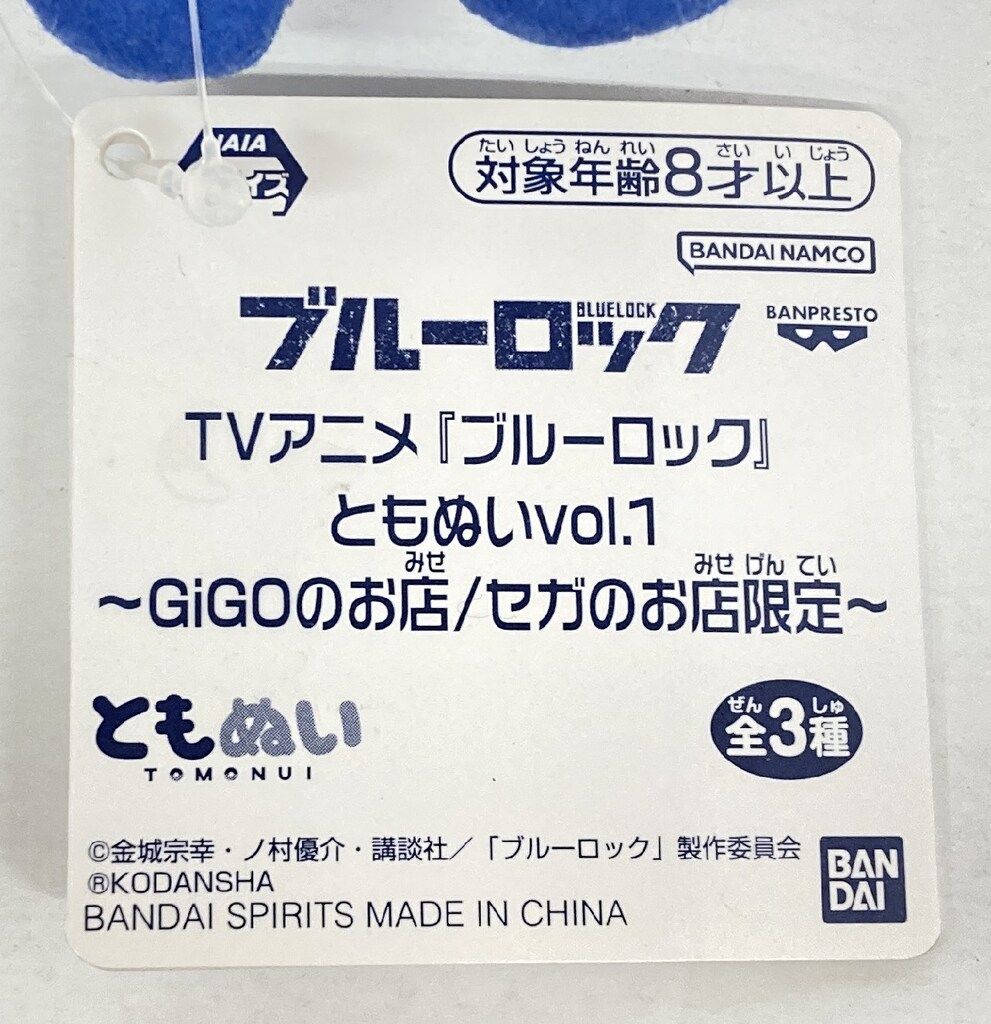 イズ
たいしょうねんれい さいいじょう
対象年齢8才以上
BANDAI NAMCO
ブルーロック
BLUELOCK
BANPRESTO
TVアニメ『ブルーロック』
ともぬいvol.1
みせ みせげんてい
～GiGOのお店/セガのお店限定～
ともぬい
TOMONUI
ぜん しゅ
全3種
©金城宗幸・ノ村優介・講談社／「ブルーロック」製作委員会
®KODANSHA
BANDAI SPIRITS MADE IN CHINA
BAN
DAI